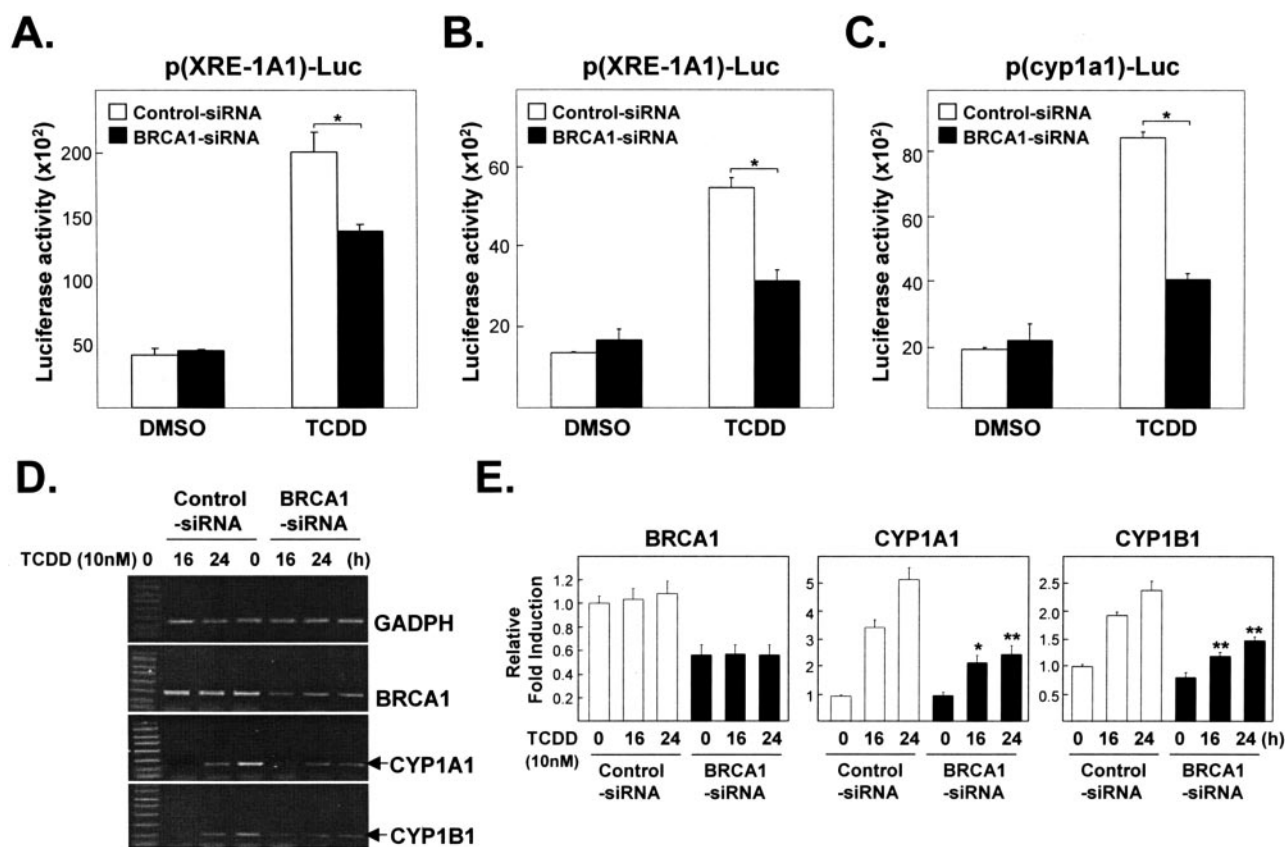 A.
p(XRE-1A1)-Luc
Luciferase activity (x10²)
200
150
100
50
Control-siRNA
BRCA1-siRNA
*
DMSO TCDD
B.
p(XRE-1A1)-Luc
Luciferase activity (x10²)
60
40
20
Control-siRNA
BRCA1-siRNA
*
DMSO TCDD
C.
p(cyp1a1)-Luc
Luciferase activity (x10²)
80
60
40
20
Control-siRNA
BRCA1-siRNA
*
DMSO TCDD
D.
Control BRCA1
-siRNA -siRNA
TCDD (10nM) 0 16 24 0 16 24 (h)
GADPH
BRCA1
CYP1A1
CYP1B1
E.
Relative
Fold Induction
BRCA1
1.2
1.0
0.8
0.6
0.4
0.2
CYP1A1
5
4
3
2
1
* **
CYP1B1
2.5
2.0
1.5
1.0
0.5
** **
TCDD 0 16 24 0 16 24 0 16 24 0 16 24 0 16 24 0 16 24 (h)
(10nM)
Control BRCA1 Control BRCA1 Control BRCA1
-siRNA -siRNA -siRNA -siRNA -siRNA -siRNA